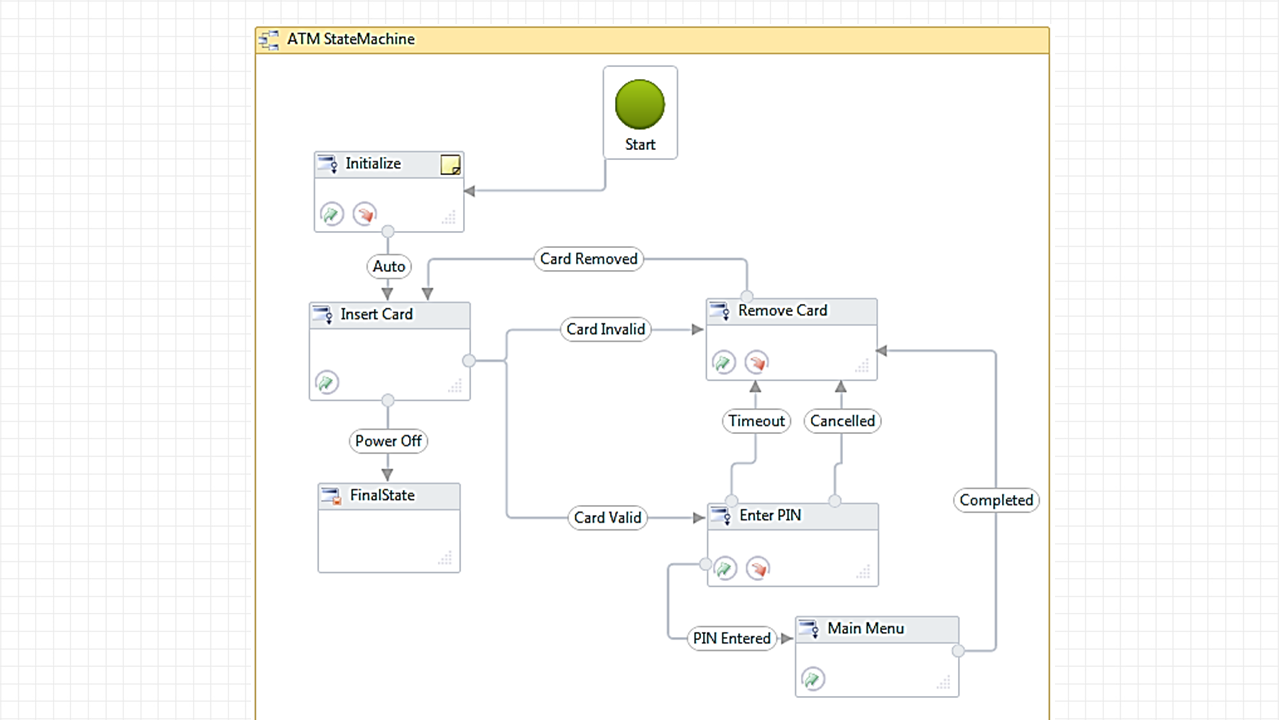 ATM StateMachine
Start
Initialize
Auto
Card Removed
Insert Card
Remove Card
Card Invalid
Timeout
Cancelled
Power Off
FinalState
Completed
Card Valid
Enter PIN
PIN Entered
Main Menu